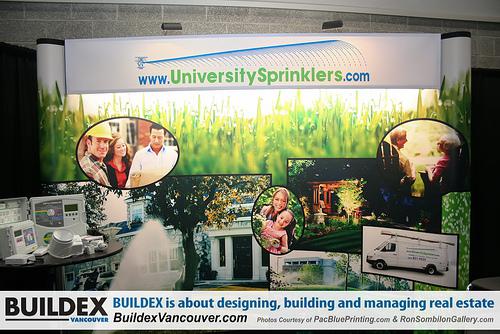 www.UniversitySprinklers.com
BUILDEX
VANCOUVER
BUILDEX is about designing, building and managing real estate
BuildexVancouver.com
Photos Courtesy of PacBluePrinting.com & RonSombilonGallery.com